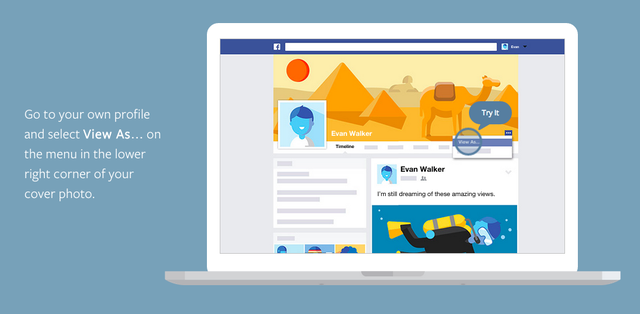 Go to your own profile
and select View As... on
the menu in the lower
right corner of your
cover photo.
f
Evan
Try It
View As...
Evan Walker
Timeline
Evan Walker
I'm still dreaming of these amazing views.